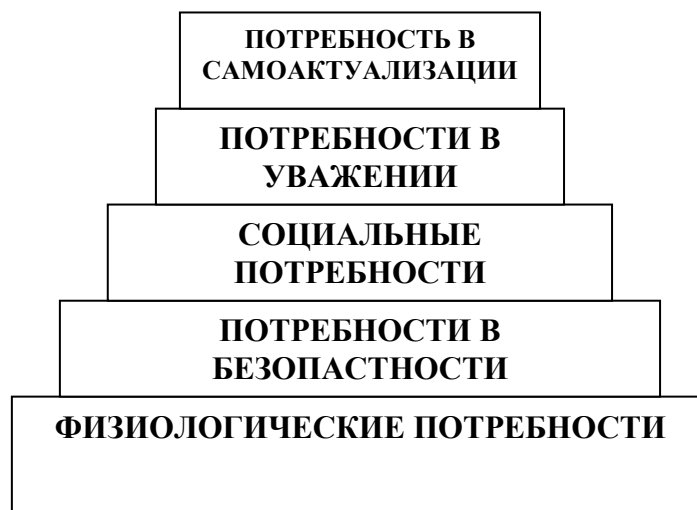 ПОТРЕБНОСТЬ В
САМОАКТУАЛИЗАЦИИ
ПОТРЕБНОСТИ В
УВАЖЕНИИ
СОЦИАЛЬНЫЕ
ПОТРЕБНОСТИ
ПОТРЕБНОСТИ В
БЕЗОПАСТНОСТИ
ФИЗИОЛОГИЧЕСКИЕ ПОТРЕБНОСТИ